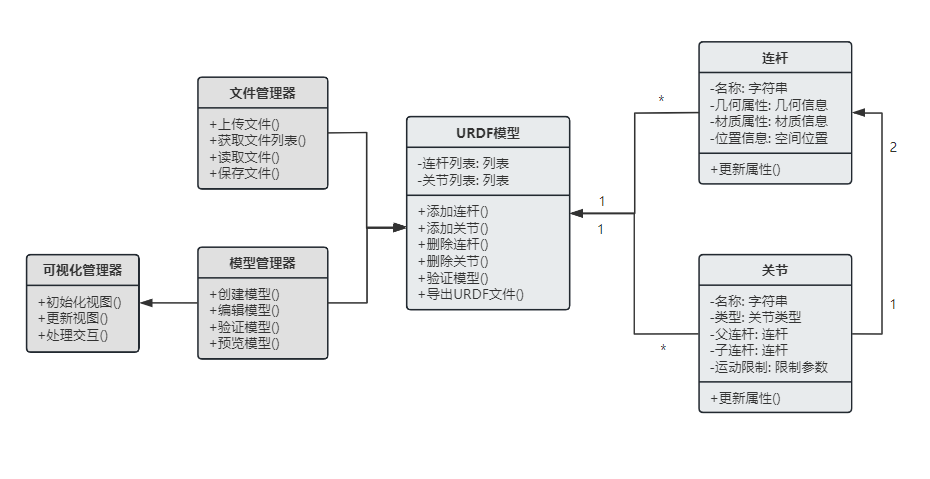 文件管理器
+上传文件()
+获取文件列表()
+读取文件()
+保存文件()
可视化管理器
+初始化视图()
+更新视图()
+处理交互()
模型管理器
+创建模型()
+编辑模型()
+验证模型()
+预览模型()
URDF模型
-连杆列表: 列表
-关节列表: 列表
+添加连杆()
+添加关节()
+删除连杆()
+删除关节()
+验证模型()
+导出URDF文件()
1
1
*
*
连杆
-名称: 字符串
-几何属性: 几何信息
-材质属性: 材质信息
-位置信息: 空间位置
+更新属性()
2
1
关节
-名称: 字符串
-类型: 关节类型
-父连杆: 连杆
-子连杆: 连杆
-运动限制: 限制参数
+更新属性()